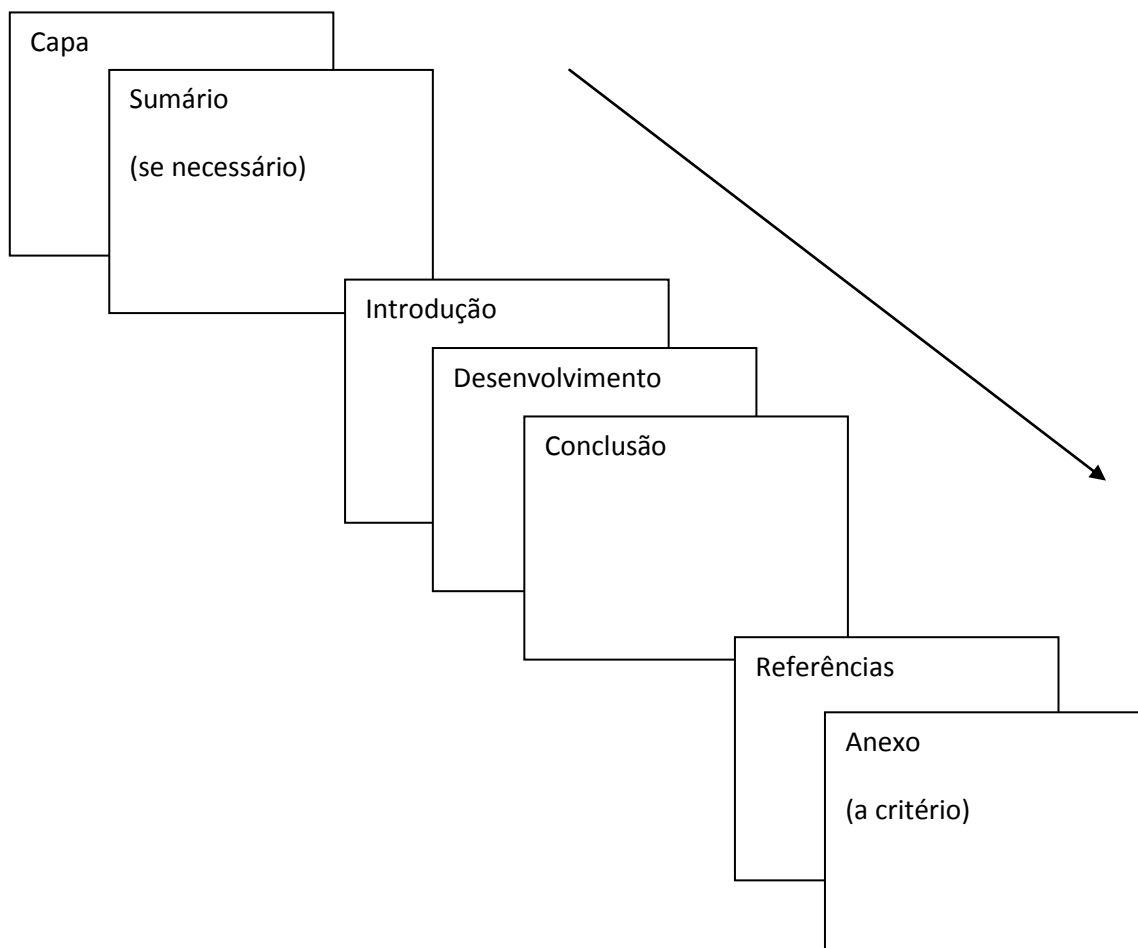 Capa
Sumário
(se necessário)
Introdução
Desenvolvimento
Conclusão
Referências
Anexo
(a critério)